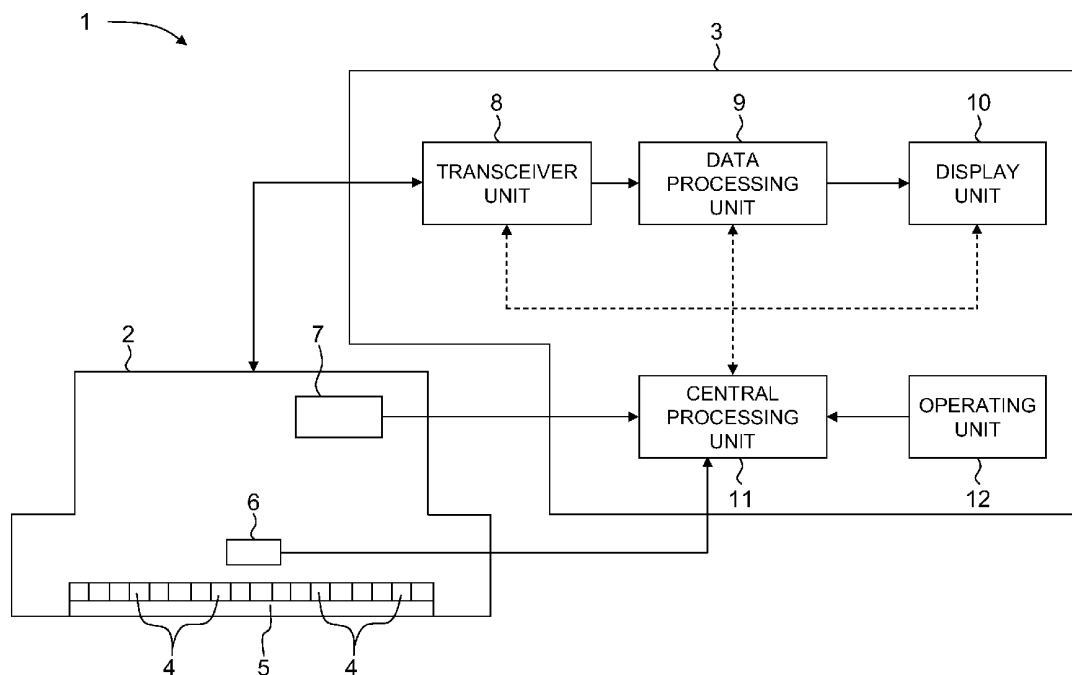 1
3
8
9
10
TRANSCEIVER
UNIT
DATA
PROCESSING
UNIT
DISPLAY
UNIT
2
7
CENTRAL
PROCESSING
UNIT
OPERATING
UNIT
11
12
6
4
5
4